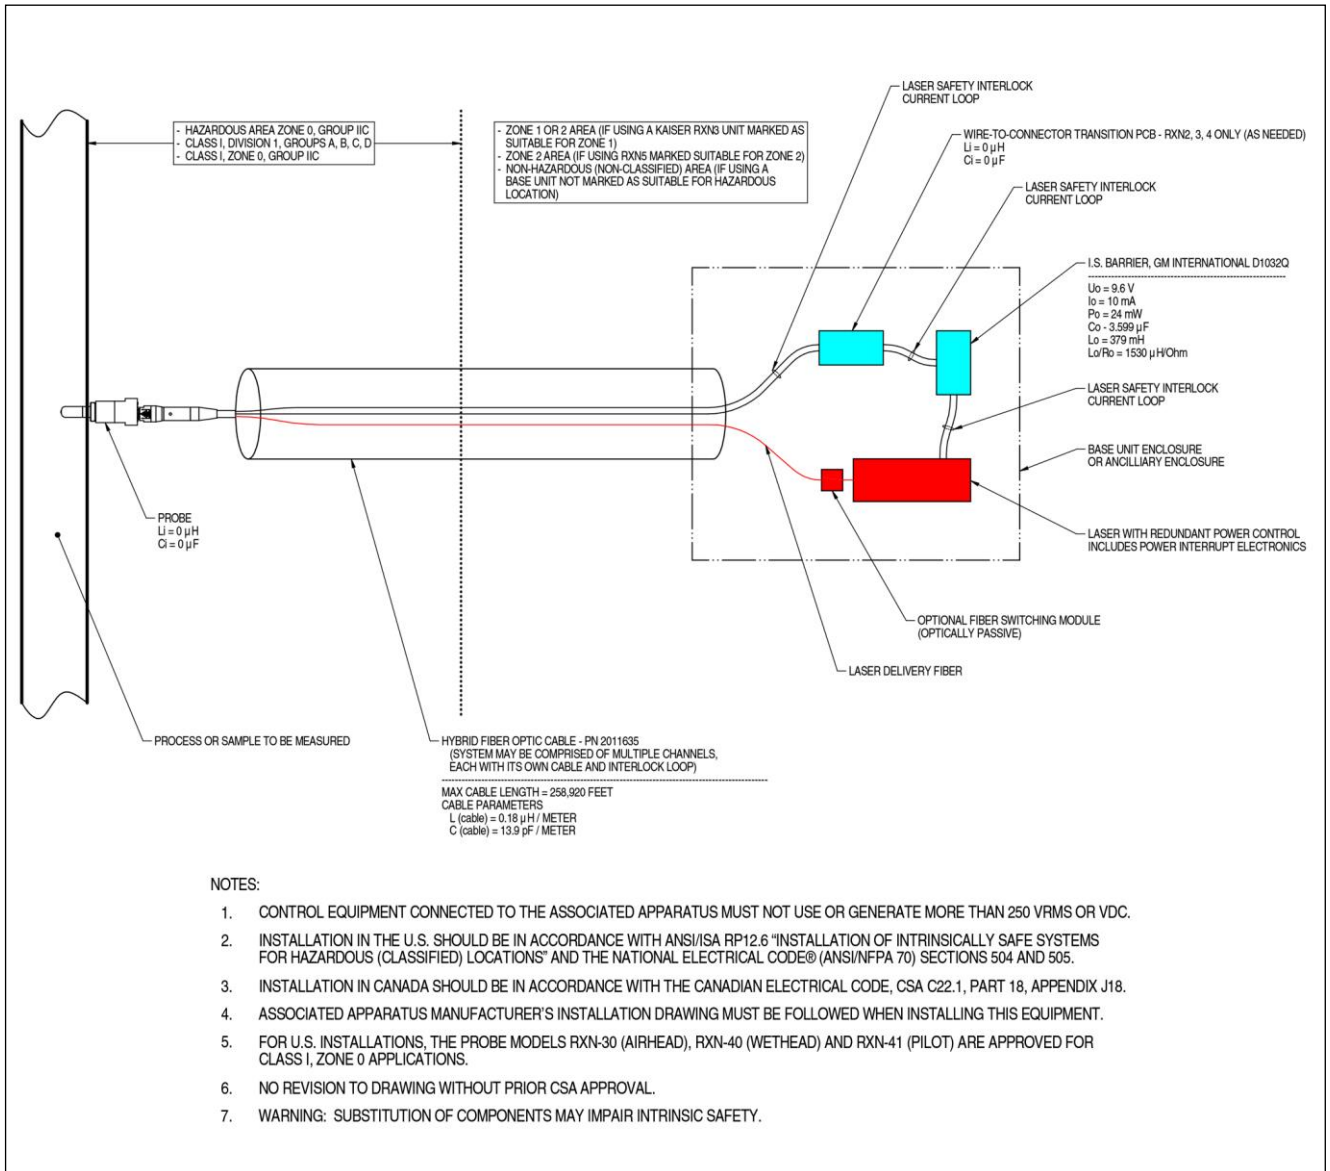 LASER SAFETY INTERLOCK
CURRENT LOOP
- HAZARDOUS AREA ZONE 0, GROUP IIC
- CLASS I, DIVISION 1, GROUPS A, B, C, D
- CLASS I, ZONE 0, GROUP IIC
- ZONE 1 OR 2 AREA (IF USING A KAISER RXN3 UNIT MARKED AS
SUITABLE FOR ZONE 1)
- ZONE 2 AREA (IF USING RXN5 MARKED SUITABLE FOR ZONE 2)
- NON-HAZARDOUS (NON-CLASSIFIED) AREA (IF USING A
BASE UNIT NOT MARKED AS SUITABLE FOR HAZARDOUS
LOCATION)
WIRE-TO-CONNECTOR TRANSITION PCB - RXN2, 3, 4 ONLY (AS NEEDED)
Li = 0 µH
Ci = 0 µF
LASER SAFETY INTERLOCK
CURRENT LOOP
I.S. BARRIER, GM INTERNATIONAL D1032Q
Uo = 9.6 V
Io = 10 mA
Po = 24 mW
Co - 3.599 µF
Lo = 379 mH
Lo/Ro = 1530 µH/Ohm
LASER SAFETY INTERLOCK
CURRENT LOOP
BASE UNIT ENCLOSURE
OR ANCILLIARY ENCLOSURE
PROBE
Li = 0 µH
Ci = 0 µF
LASER WITH REDUNDANT POWER CONTROL
INCLUDES POWER INTERRUPT ELECTRONICS
OPTIONAL FIBER SWITCHING MODULE
(OPTICALLY PASSIVE)
LASER DELIVERY FIBER
PROCESS OR SAMPLE TO BE MEASURED
HYBRID FIBER OPTIC CABLE - PN 2011635
(SYSTEM MAY BE COMPRISED OF MULTIPLE CHANNELS,
EACH WITH ITS OWN CABLE AND INTERLOCK LOOP)
MAX CABLE LENGTH = 258,920 FEET
CABLE PARAMETERS
L (cable) = 0.18 µH / METER
C (cable) = 13.9 pF / METER
NOTES:
1. CONTROL EQUIPMENT CONNECTED TO THE ASSOCIATED APPARATUS MUST NOT USE OR GENERATE MORE THAN 250 VRMS OR VDC.
2. INSTALLATION IN THE U.S. SHOULD BE IN ACCORDANCE WITH ANSI/ISA RP12.6 “INSTALLATION OF INTRINSICALLY SAFE SYSTEMS
FOR HAZARDOUS (CLASSIFIED) LOCATIONS” AND THE NATIONAL ELECTRICAL CODE® (ANSI/NFPA 70) SECTIONS 504 AND 505.
3. INSTALLATION IN CANADA SHOULD BE IN ACCORDANCE WITH THE CANADIAN ELECTRICAL CODE, CSA C22.1, PART 18, APPENDIX J18.
4. ASSOCIATED APPARATUS MANUFACTURER'S INSTALLATION DRAWING MUST BE FOLLOWED WHEN INSTALLING THIS EQUIPMENT.
5. FOR U.S. INSTALLATIONS, THE PROBE MODELS RXN-30 (AIRHEAD), RXN-40 (WETHEAD) AND RXN-41 (PILOT) ARE APPROVED FOR
CLASS I, ZONE 0 APPLICATIONS.
6. NO REVISION TO DRAWING WITHOUT PRIOR CSA APPROVAL.
7. WARNING: SUBSTITUTION OF COMPONENTS MAY IMPAIR INTRINSIC SAFETY.